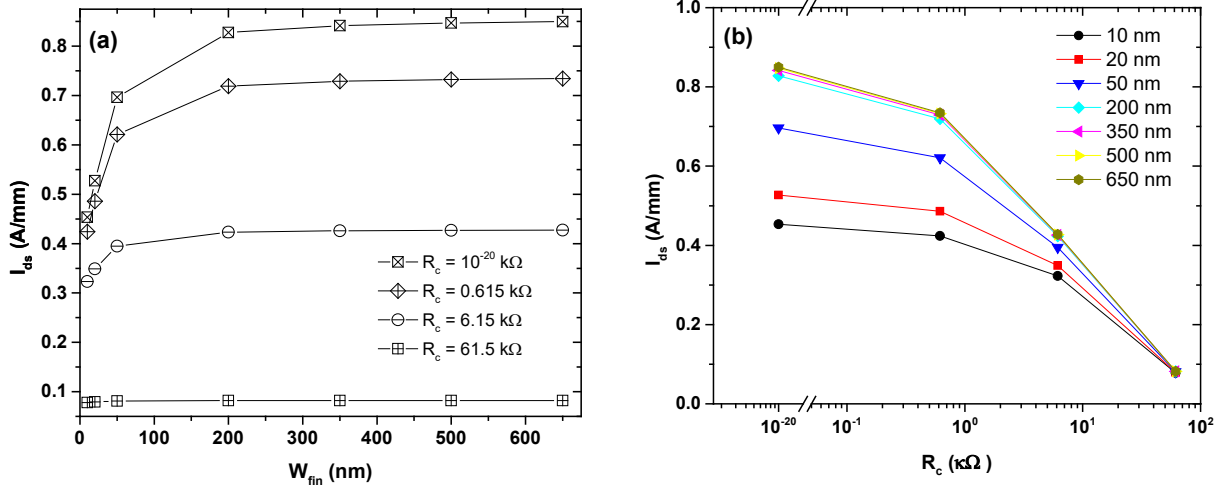 (a)
I_ds (A/mm)
0.8
0.7
0.6
0.5
0.4
0.3
0.2
0.1
R_c = 10^-20 kΩ
R_c = 0.615 kΩ
R_c = 6.15 kΩ
R_c = 61.5 kΩ
0 100 200 300 400 500 600
W_fin (nm)
(b)
I_ds (A/mm)
1.0
0.8
0.6
0.4
0.2
0.0
10 nm
20 nm
50 nm
200 nm
350 nm
500 nm
650 nm
10^-20 10^-1 10^0 10^1 10^2
R_c (κΩ)